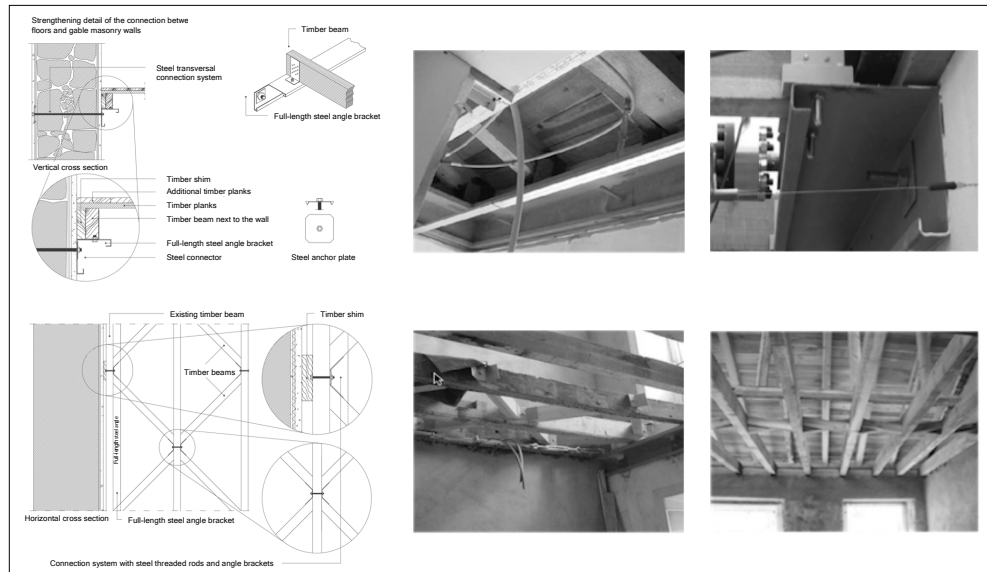 Strengthening detail of the connection betwe
floors and gable masonry walls
Timber beam
Steel transversal
connection system
Full-length steel angle bracket
Vertical cross section
Timber shim
Additional timber planks
Timber planks
Timber beam next to the wall
Full-length steel angle bracket
Steel connector
Steel anchor plate
Existing timber beam
Timber shim
Timber beams
Full-length steel angle
Horizontal cross section
Full-length steel angle bracket
Connection system with steel threaded rods and angle brackets